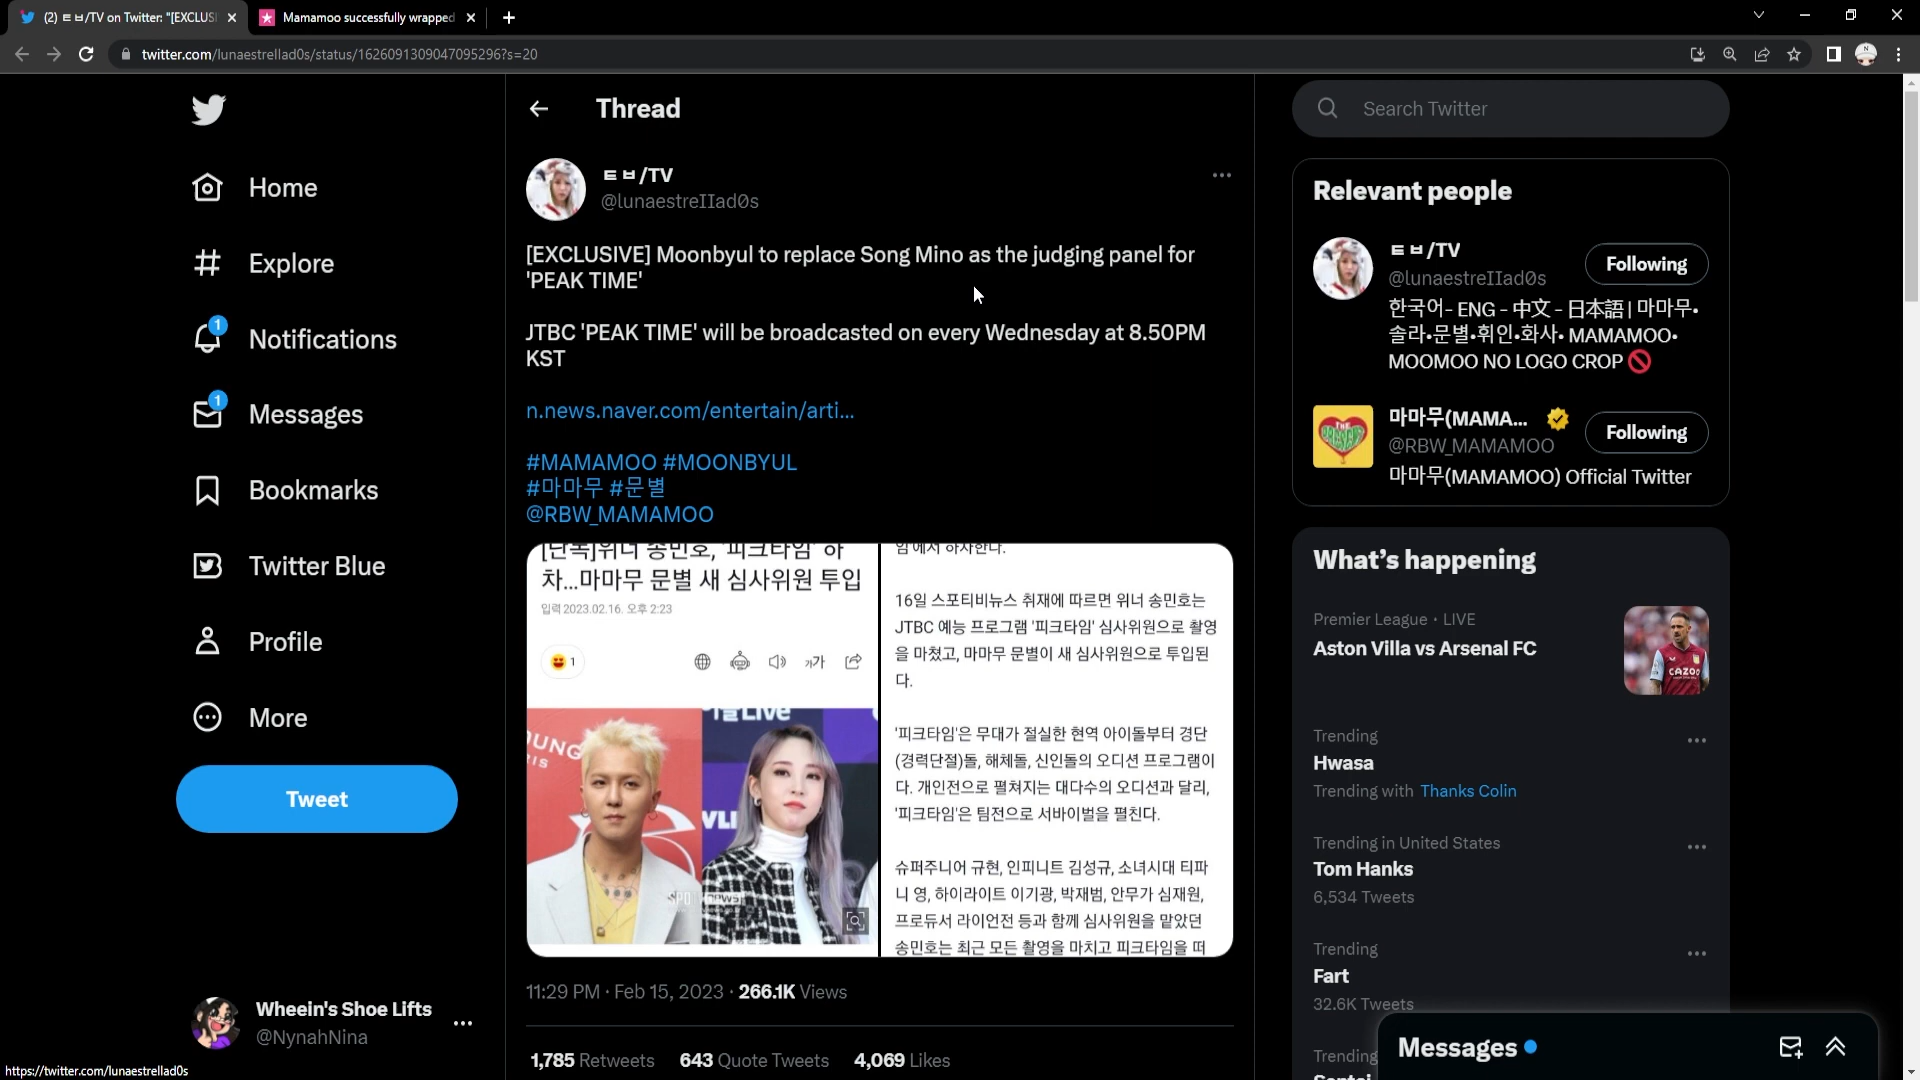 (2) ㅌㅂ/TV on Twitter: "[EXCLUSI
Mamamoo successfully wrapped
twitter.com/lunaestrellad0s/status/1626091309047095296?s=20
Home
Explore
1
Notifications
1
Messages
Bookmarks
Twitter Blue
Profile
More
Tweet
Wheein's Shoe Lifts
@NynahNina
https://twitter.com/lunaestrellad0s
Thread
ㅌㅂ/TV
@lunaestreIIad0s
[EXCLUSIVE] Moonbyul to replace Song Mino as the judging panel for
'PEAK TIME'
JTBC 'PEAK TIME' will be broadcasted on every Wednesday at 8.50PM
KST
n.news.naver.com/entertain/arti...
#MAMAMOO #MOONBYUL
#마마무 #문별
@RBW_MAMAMOO
[단독]위너 송민호, '피크타임' 하
차...마마무 문별 새 심사위원 투입
입력 2023.02.16. 오후 2:23
1
가가
임'에서 하차한다.
16일 스포티비뉴스 취재에 따르면 위너 송민호는
JTBC 예능 프로그램 '피크타임' 심사위원으로 촬영
을 마쳤고, 마마무 문별이 새 심사위원으로 투입된
다.
'피크타임'은 무대가 절실한 현역 아이돌부터 경단
(경력단절)돌, 해체돌, 신인돌의 오디션 프로그램이
다. 개인전으로 펼쳐지는 대다수의 오디션과 달리,
'피크타임'은 팀전으로 서바이벌을 펼친다.
슈퍼주니어 규현, 인피니트 김성규, 소녀시대 티파
니 영, 하이라이트 이기광, 박재범, 안무가 심재원,
프로듀서 라이언전 등과 함께 심사위원을 맡았던
송민호는 최근 모든 촬영을 마치고 피크타임을 떠
11:29 PM · Feb 15, 2023 · 266.1K Views
1,785 Retweets 643 Quote Tweets 4,069 Likes
Search Twitter
Relevant people
ㅌㅂ/TV
@lunaestreIIad0s
Following
한국어- ENG - 中文 - 日本語 | 마마무•
솔라•문별•휘인•화사• MAMAMOO•
MOOMOO NO LOGO CROP
마마무(MAMA...
@RBW_MAMAMOO
Following
마마무(MAMAMOO) Official Twitter
What's happening
Premier League · LIVE
Aston Villa vs Arsenal FC
CAZOO
Trending
Hwasa
Trending with Thanks Colin
Trending in United States
Tom Hanks
6,534 Tweets
Trending
Fart
32.6K Tweets
Trending
Messages